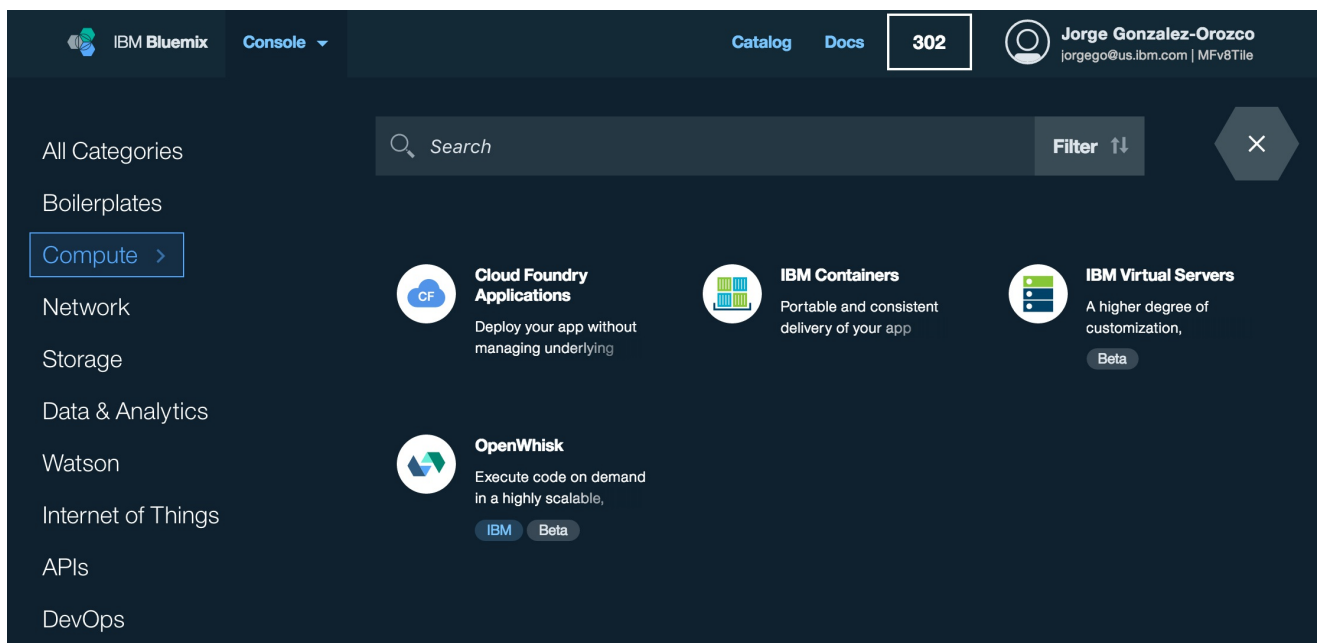 IBM Bluemix
Console
Catalog
Docs
302
Jorge Gonzalez-Orozco
jorgego@us.ibm.com | MFv8Tile
All Categories
Search
Filter
Boilerplates
Compute >
Network
Storage
Data & Analytics
Watson
Internet of Things
APIs
DevOps
CF
Cloud Foundry
Applications
Deploy your app without
managing underlying
IBM Containers
Portable and consistent
delivery of your app
IBM Virtual Servers
A higher degree of
customization,
Beta
OpenWhisk
Execute code on demand
in a highly scalable,
IBM
Beta